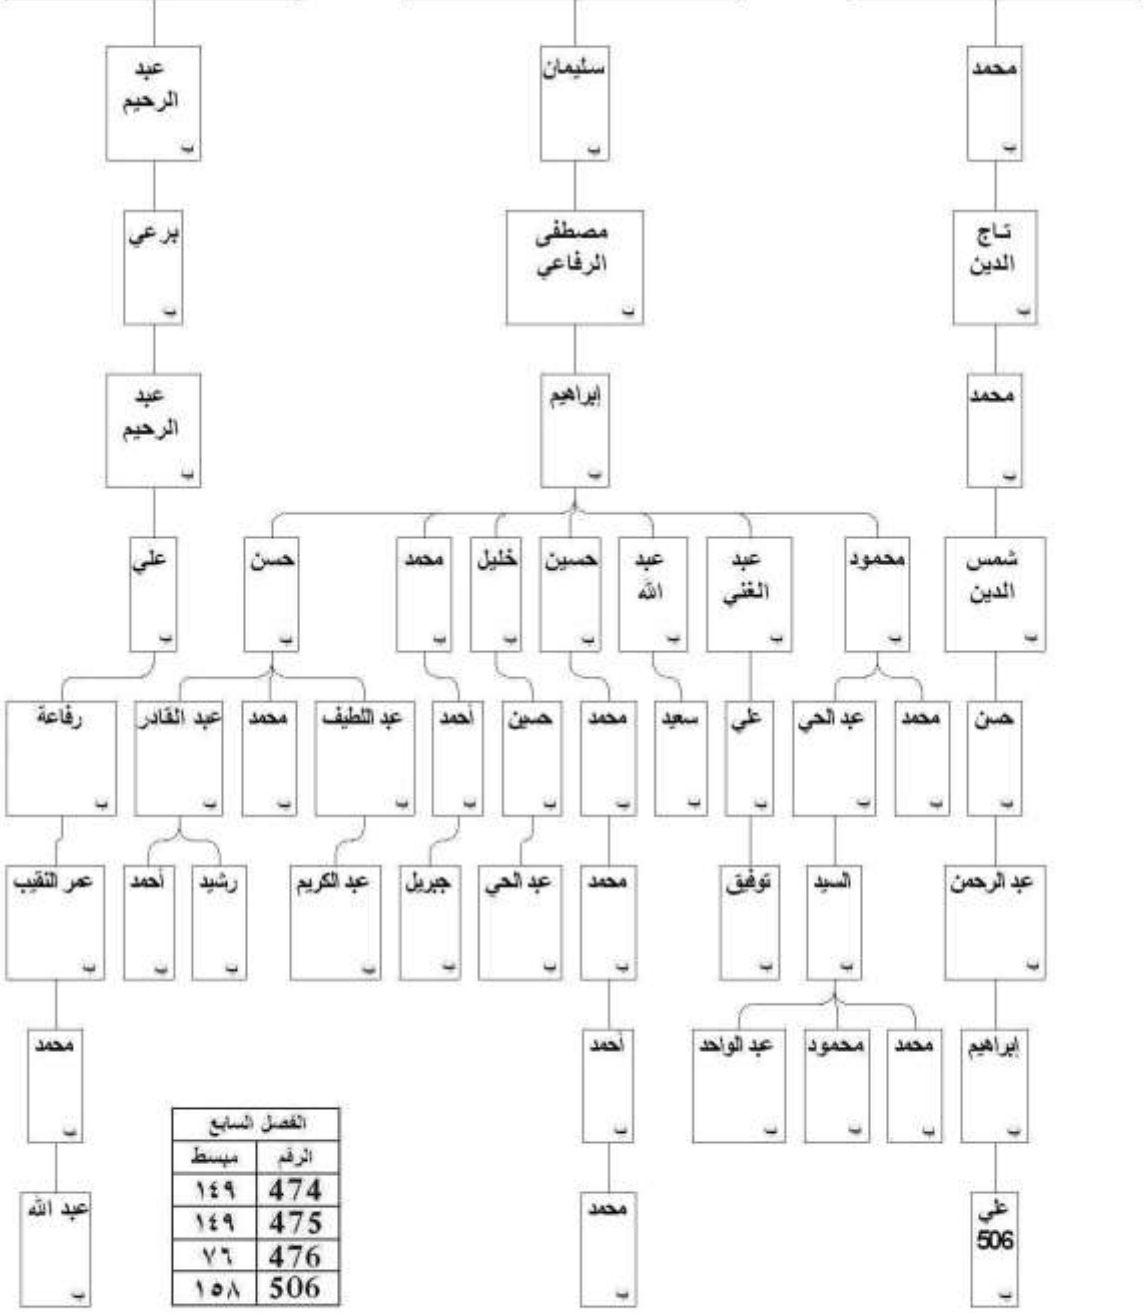 محمد
سليمان
عبد
الرحيم
ب
ب
ب
تاج
الدين
مصطفى
الرفاعي
برعي
ب
ب
ب
محمد
إبراهيم
عبد
الرحيم
ب
ب
ب
شمس
الدين
محمود
عبد
الغني
عبد
الله
حسين
خليل
محمد
حسن
علي
ب
ب
ب
ب
ب
ب
ب
ب
ب
حسن
محمد
عبد الحي
علي
سعيد
محمد
حسين
أحمد
عبد اللطيف
محمد
عبد القادر
رفاعة
ب
ب
ب
ب
ب
ب
ب
ب
ب
ب
ب
ب
عبد الرحمن
السيد
توفيق
محمد
عبد الحي
جبريل
عبد الكريم
رشيد
أحمد
عمر النقيب
ب
ب
ب
ب
ب
ب
ب
ب
ب
ب
إبراهيم
محمد
محمود
عبد الواحد
أحمد
محمد
ب
ب
ب
ب
ب
ب
علي
506
محمد
عبد الله
ب
ب
ب
الفصل السابع
الرقم مبسط
474 ١٤٩
475 ١٤٩
476 ٧٦
506 ١٥٨